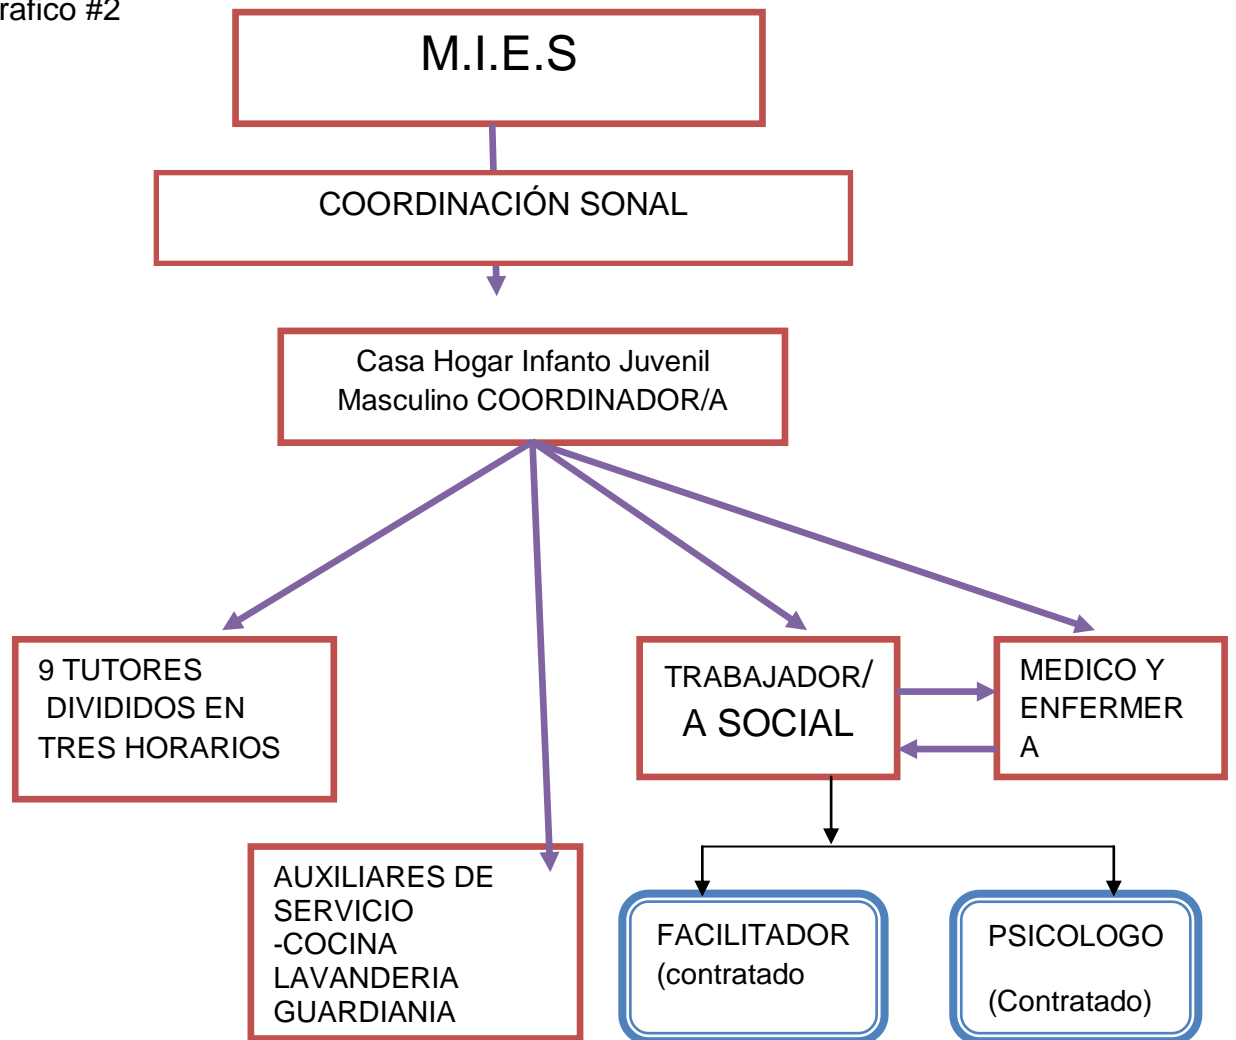 rafico #2
M.I.E.S
COORDINACIÓN SONAL
Casa Hogar Infanto Juvenil
Masculino COORDINADOR/A
9 TUTORES
DIVIDIDOS EN
TRES HORARIOS
TRABAJADOR/
A SOCIAL
MEDICO Y
ENFERMER
A
AUXILIARES DE
SERVICIO
-COCINA
LAVANDERIA
GUARDIANIA
FACILITADOR
(contratado
PSICOLOGO
(Contratado)